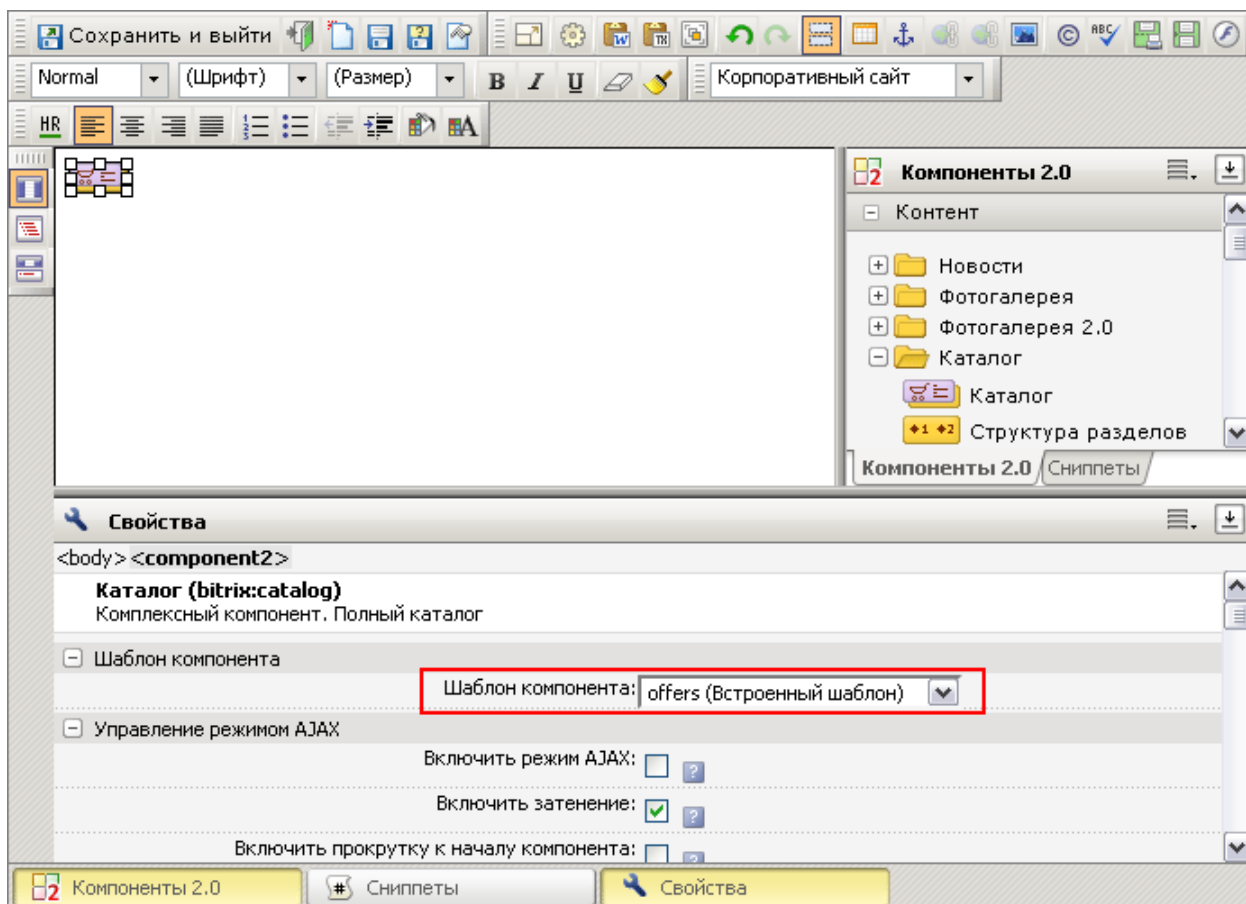 Сохранить и выйти
Normal (Шрифт) (Размер) B I U Корпоративный сайт
HR
Компоненты 2.0
Контент
Новости
Фотогалерея
Фотогалерея 2.0
Каталог
Каталог
Структура разделов
Компоненты 2.0 Сниппеты
Свойства
<body><component2>
Каталог (bitrix:catalog)
Комплексный компонент. Полный каталог
Шаблон компонента
Шаблон компонента: offers (Встроенный шаблон)
Управление режимом AJAX
Включить режим AJAX: ?
Включить затенение: ?
Включить прокрутку к началу компонента:
Компоненты 2.0 Сниппеты Свойства